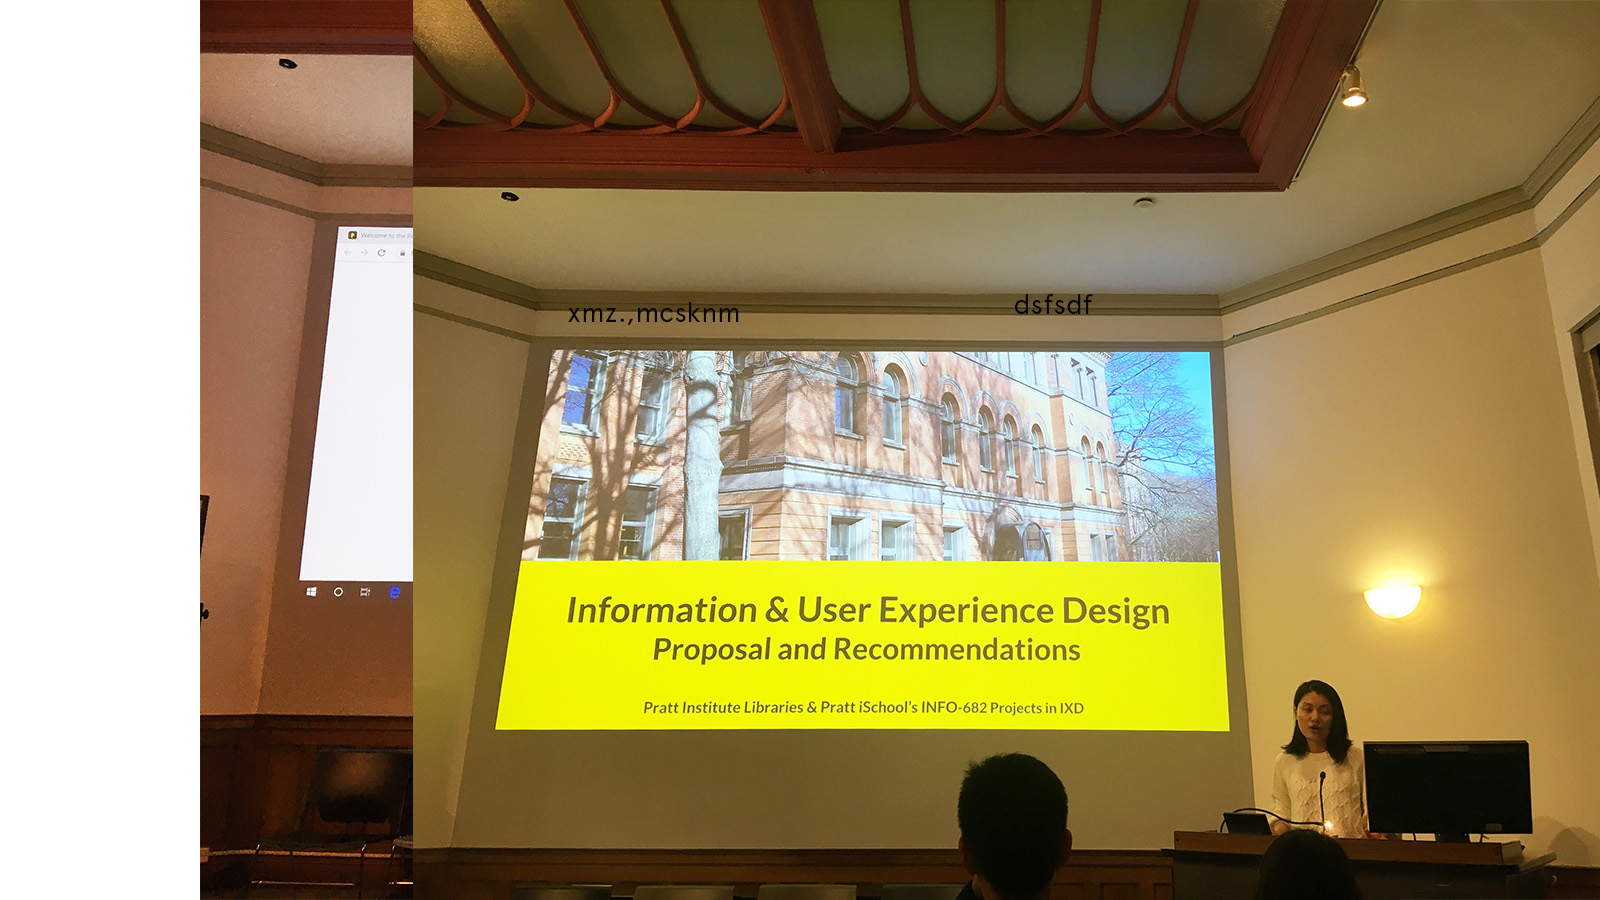 Welcome to the Pr
xmz.,mcsknm
dsfsdf
Information & User Experience Design
Proposal and Recommendations
Pratt Institute Libraries & Pratt iSchool's INFO-682 Projects in IXD